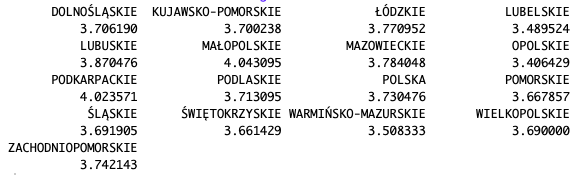 DOLNOŚLĄSKIE KUJAWSKO-POMORSKIE ŁÓDZKIE LUBELSKIE
3.706190 3.700238 3.770952 3.489524
LUBUSKIE MAŁOPOLSKIE MAZOWIECKIE OPOLSKIE
3.870476 4.043095 3.784048 3.406429
PODKARPACKIE PODLASKIE POLSKA POMORSKIE
4.023571 3.713095 3.730476 3.667857
ŚLĄSKIE ŚWIĘTOKRZYSKIE WARMIŃSKO-MAZURSKIE WIELKOPOLSKIE
3.691905 3.661429 3.508333 3.690000
ZACHODNIOPOMORSKIE
3.742143